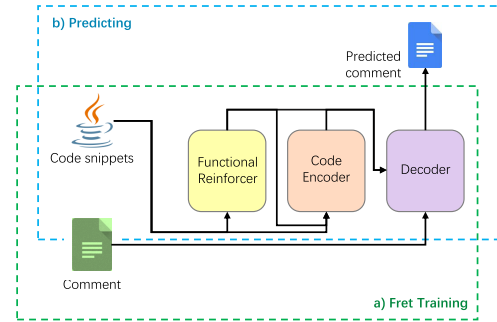 b) Predicting
Predicted
comment
Code snippets
Functional
Reinforcer
Code
Encoder
Decoder
Comment
a) Fret Training